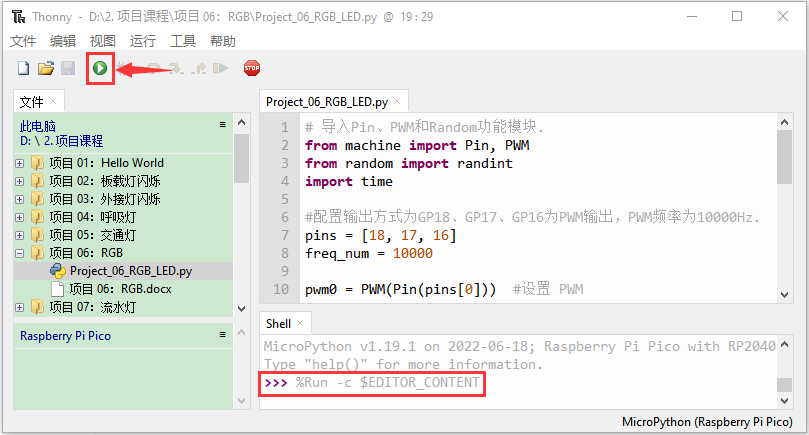 Thonny - D:\2. 项目课程\项目 06：RGB\Project_06_RGB_LED.py @ 19:29
文件 编辑 视图 运行 工具 帮助
STOP
文件 ×
此电脑
D: \ 2. 项目课程
项目 01：Hello World
项目 02：板载灯闪烁
项目 03：外接灯闪烁
项目 04：呼吸灯
项目 05：交通灯
项目 06：RGB
Project_06_RGB_LED.py
项目 06：RGB.docx
项目 07：流水灯
Raspberry Pi Pico
Project_06_RGB_LED.py ×
1 # 导入Pin、PWM和Random功能模块.
2 from machine import Pin, PWM
3 from random import randint
4 import time
5
6 #配置输出方式为GP18、GP17、GP16为PWM输出，PWM频率为10000Hz.
7 pins = [18, 17, 16]
8 freq_num = 10000
9
10 pwm0 = PWM(Pin(pins[0])) #设置 PWM
Shell ×
MicroPython v1.19.1 on 2022-06-18; Raspberry Pi Pico with RP2040
Type "help()" for more information.
>>> %Run -c $EDITOR_CONTENT
MicroPython (Raspberry Pi Pico)